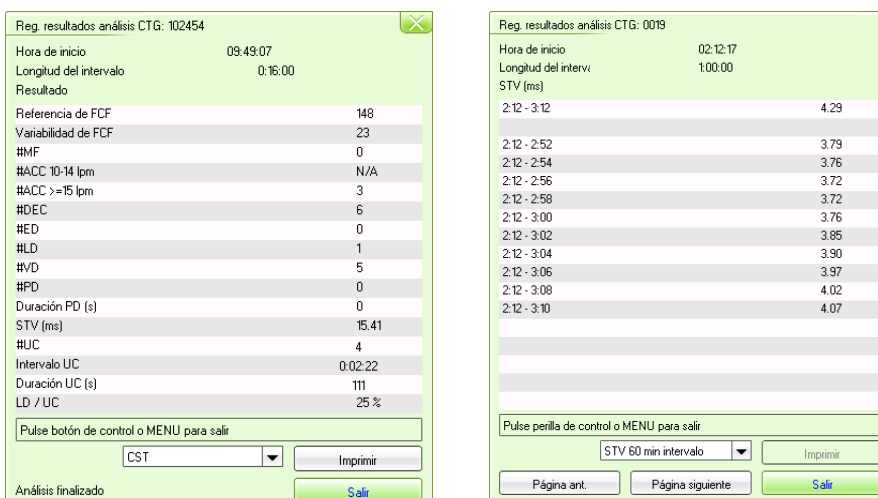 Reg. resultados análisis CTG: 102454
Hora de inicio 09:49:07
Longitud del intervalo 0:16:00
Resultado
Referencia de FCF 148
Variabilidad de FCF 23
#MF 0
#ACC 10-14 lpm N/A
#ACC >=15 lpm 3
#DEC 6
#ED 0
#LD 1
#VD 5
#PD 0
Duración PD (s) 0
STV (ms) 15.41
#UC 4
Intervalo UC 0:02:22
Duración UC (s) 111
LD / UC 25 %
Pulse botón de control o MENU para salir
CST
Imprimir
Análisis finalizado
Salir
Reg. resultados análisis CTG: 0019
Hora de inicio 02:12:17
Longitud del interva 1:00:00
STV (ms)
2:12 - 3:12 4.29
2:12 - 2:52 3.79
2:12 - 2:54 3.76
2:12 - 2:56 3.72
2:12 - 2:58 3.72
2:12 - 3:00 3.76
2:12 - 3:02 3.85
2:12 - 3:04 3.90
2:12 - 3:06 3.97
2:12 - 3:08 4.02
2:12 - 3:10 4.07
Pulse perilla de control o MENU para salir
STV 60 min intervalo
Imprimir
Página ant.
Página siguiente
Salir